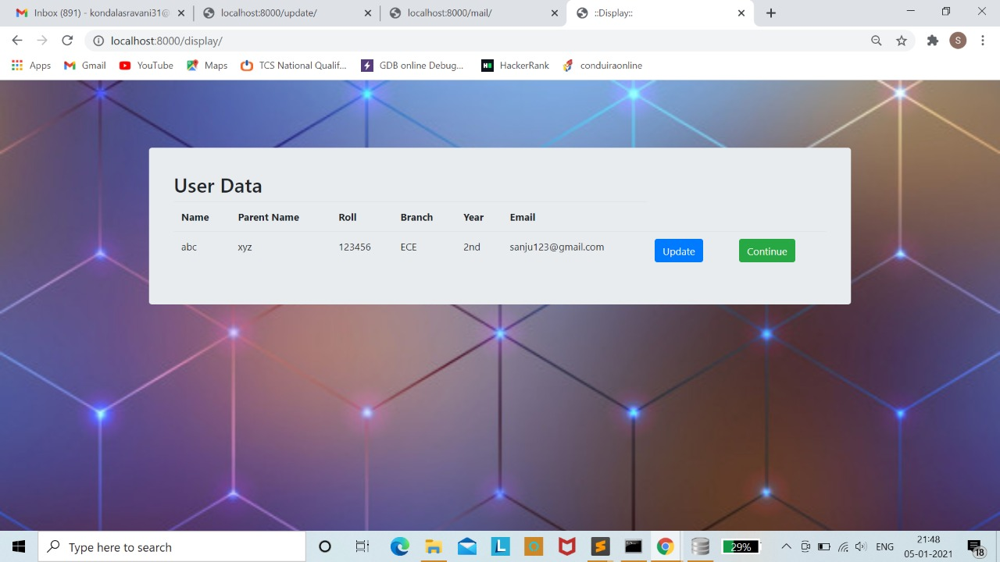 Inbox (891) - kondalasravani31@
localhost:8000/update/
localhost:8000/mail/
::Display::
localhost:8000/display/
S
Apps Gmail YouTube Maps TCS National Qualif... GDB online Debug... HackerRank conduiraonline
User Data
Name Parent Name Roll Branch Year Email
abc xyz 123456 ECE 2nd sanju123@gmail.com Update Continue
Type here to search
L
29%
ENG
21:48
05-01-2021
18